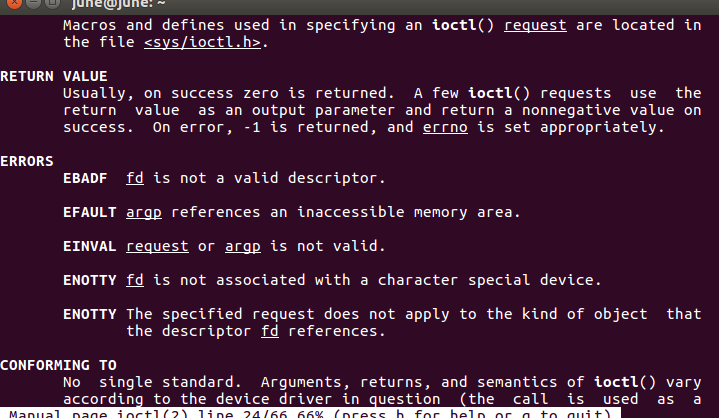 june@june: ~
Macros and defines used in specifying an ioctl() request are located in
the file <sys/ioctl.h>.
RETURN VALUE
Usually, on success zero is returned.  A few ioctl() requests  use  the
return  value  as an output parameter and return a nonnegative value on
success.  On error, -1 is returned, and errno is set appropriately.
ERRORS
EBADF  fd is not a valid descriptor.
EFAULT argp references an inaccessible memory area.
EINVAL request or argp is not valid.
ENOTTY fd is not associated with a character special device.
ENOTTY The specified request does not apply to the kind of object  that
the descriptor fd references.
CONFORMING TO
No  single standard.  Arguments, returns, and semantics of ioctl() vary
according to the device driver in question  (the  call  is  used  as  a
Manual page ioctl(2) line 24/66 66% (press h for help or q to quit)